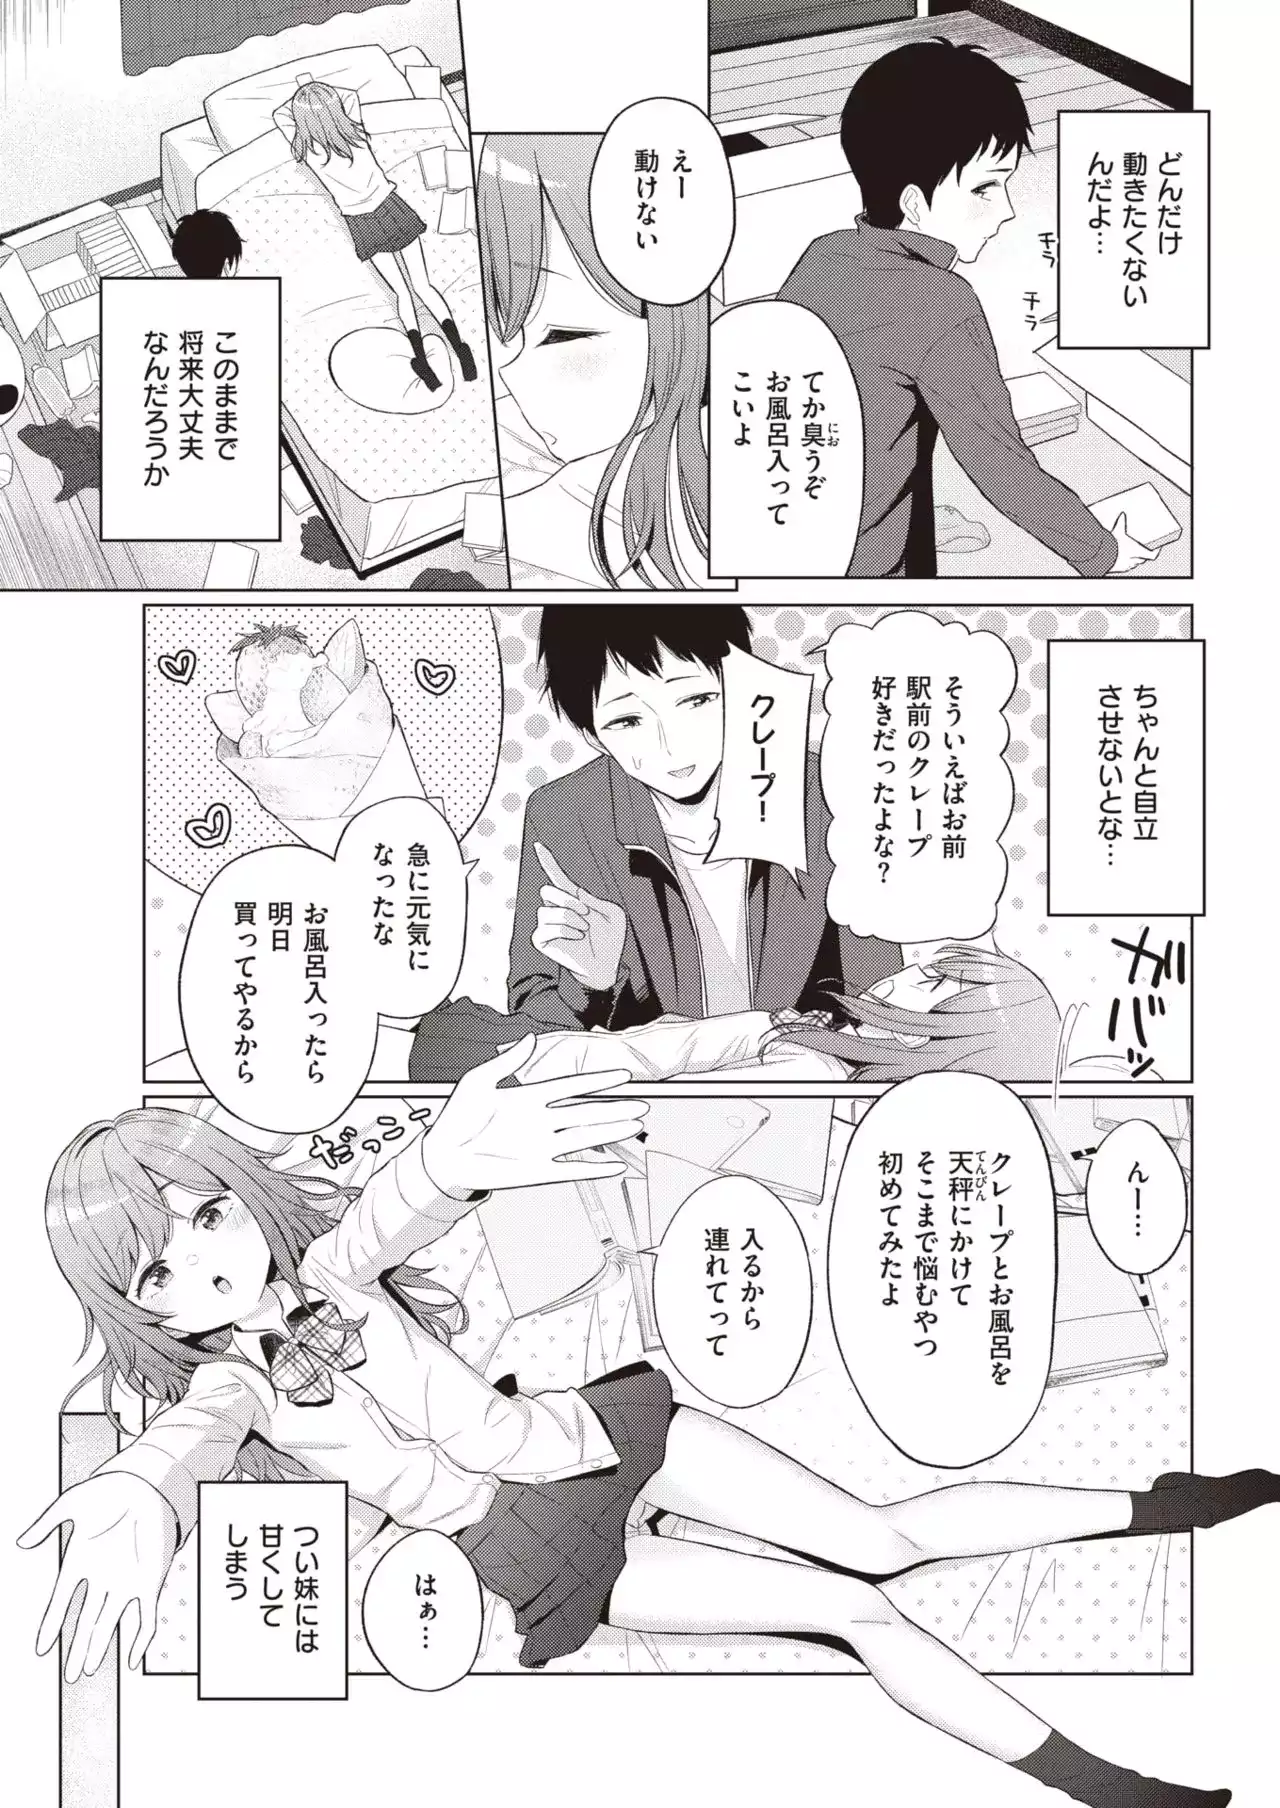 どんだけ
動きたくない
んだよ…
チラ
チラ
てか臭うぞ
にお
お風呂入って
こいよ
えー
動けない
このままで
将来大丈夫
なんだろうか
ちゃんと自立
させないとな…
そういえばお前
駅前のクレープ
好きだったよな?
クレープ!
ガバッ
急に元気に
なったな
お風呂入ったら
明日
買ってやるから
んー…
クレープとお風呂を
天秤にかけて
てんびん
そこまで悩むやつ
初めてみたよ
入るから
連れてって
だっこー
はぁ…
つい妹には
甘くして
しまう